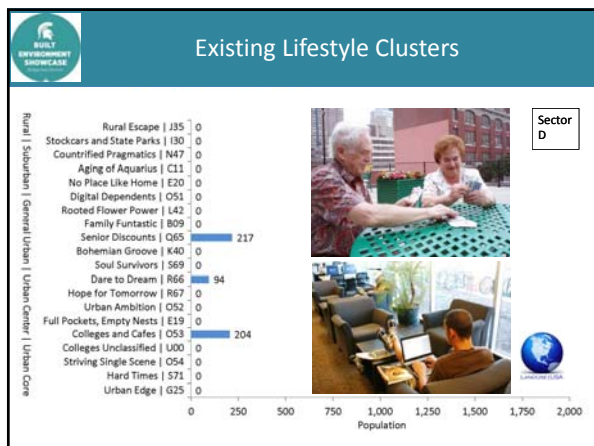 BUILT
ENVIRONMENT
SHOWCASE
Existing Lifestyle Clusters
Sector
D
Rural | Suburban | General Urban | Urban Center | Urban Core
Rural Escape | J35 0
Stockcars and State Parks | I30 0
Countrified Pragmatics | N47 0
Aging of Aquarius | C11 0
No Place Like Home | E20 0
Digital Dependents | O51 0
Rooted Flower Power | L42 0
Family Funtastic | B09 0
Senior Discounts | Q65 217
Bohemian Groove | K40 0
Soul Survivors | S69 0
Dare to Dream | R66 94
Hope for Tomorrow | R67 0
Urban Ambition | O52 0
Full Pockets, Empty Nests | E19 0
Colleges and Cafes | O53 204
Colleges Unclassified | U00 0
Striving Single Scene | O54 0
Hard Times | S71 0
Urban Edge | G25 0
0 250 500 750 1,000 1,250 1,500 1,750 2,000
Population
LandUse|USA